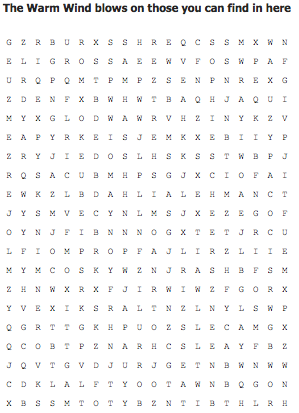 The Warm Wind blows on those you can find in here
G Z R B U R X S S H R E Q C S S M X W N
E L I G R O S S A E E W V F O S W P A F
U R Q P Q M T P M P Z S E N P N R E X G
Z D E N F X B W H W T B A Q H J A Q U I
M Y X G L O D W A W R V H Z I N Y K Z V
E A P Y R K E I S J E M K X E B I I Y P
Z R Y J I E D O S L H S K S S T W B P J
R Q S A C U B M H P S G J X C I O F A I
E W K Z L B D A H L I A L E H M A N C T
J Y S M V E C Y N L M S J X E Z E G O F
O Y N J F I B N N N O G X T E T J R C U
L F I O M P R O P F A J L I R Z L I I E
M Y M C O S K Y W Z N J R A S H B F S M
Z H N W X R X F J I R W I W Z F G O R X
Y V E X I K S R A L T N Z L N Y L S W P
Q G R T T G K H P U O Z S L E C A M G X
Q C O B T P Z N A R H C S L E A Y F B Z
J Q V T G V D J U R J G E T N B W N W W
C D K L A L F T Y O O T A W N B Q G O N
X B S S M T O T Y B Z N T I B T H L R H